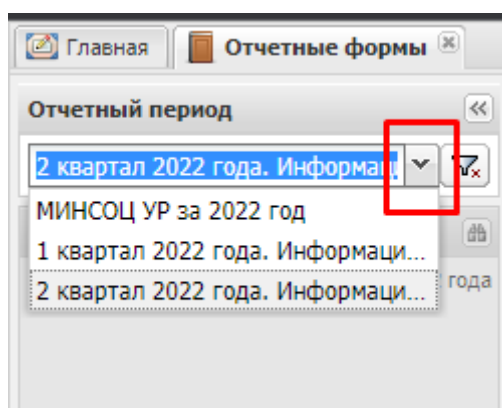 Главная
Отчетные формы
Отчетный период
2 квартал 2022 года. Информац
МИНСОЦ УР за 2022 год
1 квартал 2022 года. Информаци...
2 квартал 2022 года. Информаци...
года